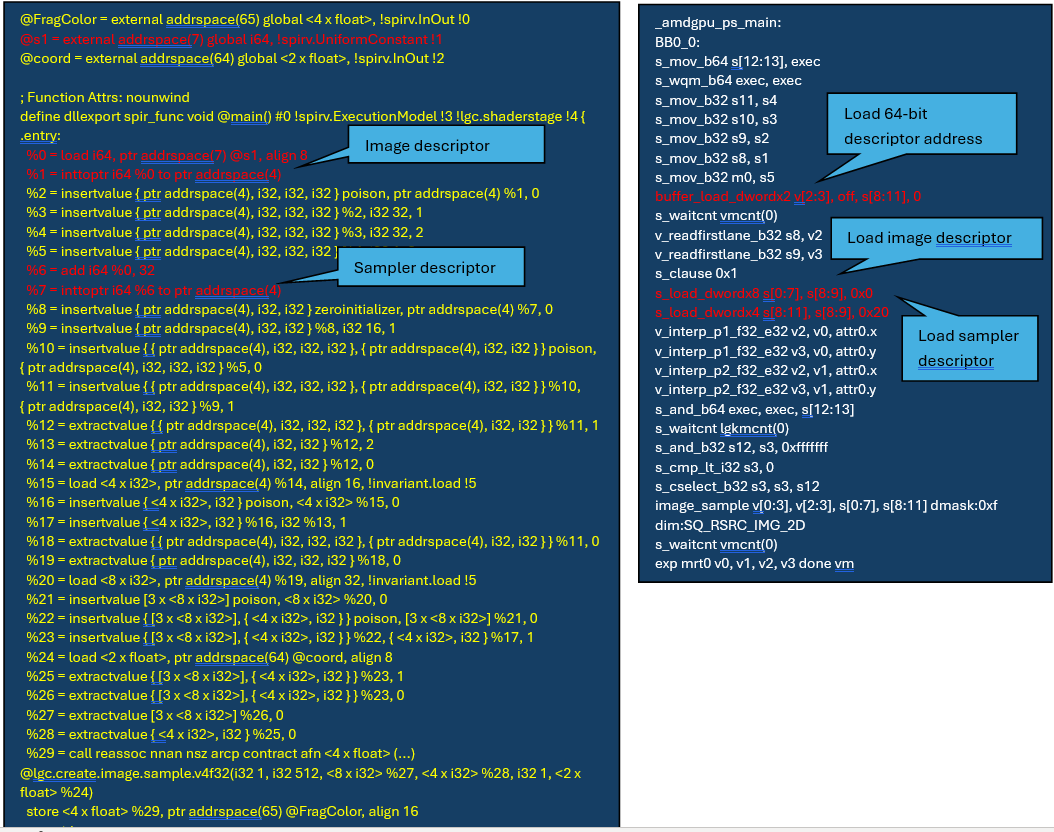 @FragColor = external addrspace(65) global <4 x float>, !spirv.InOut !0
@s1 = external addrspace(7) global i64, !spirv.UniformConstant !1
@coord = external addrspace(64) global <2 x float>, !spirv.InOut !2
; Function Attrs: nounwind
define dllexport spir_func void @main() #0 !spirv.ExecutionModel !3 !lgc.shaderstage !4 {
.entry:
%0 = load i64, ptr addrspace(7) @s1, align 8
%1 = inttoptr i64 %0 to ptr addrspace(4)
%2 = insertvalue { ptr addrspace(4), i32, i32, i32 } poison, ptr addrspace(4) %1, 0
%3 = insertvalue { ptr addrspace(4), i32, i32, i32 } %2, i32 32, 1
%4 = insertvalue { ptr addrspace(4), i32, i32, i32 } %3, i32 32, 2
%5 = insertvalue { ptr addrspace(4), i32, i32, i32 }
%6 = add i64 %0, 32
%7 = inttoptr i64 %6 to ptr addrspace(4)
%8 = insertvalue { ptr addrspace(4), i32, i32 } zeroinitializer, ptr addrspace(4) %7, 0
%9 = insertvalue { ptr addrspace(4), i32, i32 } %8, i32 16, 1
%10 = insertvalue { { ptr addrspace(4), i32, i32, i32 }, { ptr addrspace(4), i32, i32 } } poison,
{ ptr addrspace(4), i32, i32, i32 } %5, 0
%11 = insertvalue { { ptr addrspace(4), i32, i32, i32 }, { ptr addrspace(4), i32, i32 } } %10,
{ ptr addrspace(4), i32, i32 } %9, 1
%12 = extractvalue { { ptr addrspace(4), i32, i32, i32 }, { ptr addrspace(4), i32, i32 } } %11, 1
%13 = extractvalue { ptr addrspace(4), i32, i32 } %12, 2
%14 = extractvalue { ptr addrspace(4), i32, i32 } %12, 0
%15 = load <4 x i32>, ptr addrspace(4) %14, align 16, !invariant.load !5
%16 = insertvalue { <4 x i32>, i32 } poison, <4 x i32> %15, 0
%17 = insertvalue { <4 x i32>, i32 } %16, i32 %13, 1
%18 = extractvalue { { ptr addrspace(4), i32, i32, i32 }, { ptr addrspace(4), i32, i32 } } %11, 0
%19 = extractvalue { ptr addrspace(4), i32, i32, i32 } %18, 0
%20 = load <8 x i32>, ptr addrspace(4) %19, align 32, !invariant.load !5
%21 = insertvalue [3 x <8 x i32>] poison, <8 x i32> %20, 0
%22 = insertvalue { [3 x <8 x i32>], { <4 x i32>, i32 } } poison, [3 x <8 x i32>] %21, 0
%23 = insertvalue { [3 x <8 x i32>], { <4 x i32>, i32 } } %22, { <4 x i32>, i32 } %17, 1
%24 = load <2 x float>, ptr addrspace(64) @coord, align 8
%25 = extractvalue { [3 x <8 x i32>], { <4 x i32>, i32 } } %23, 1
%26 = extractvalue { [3 x <8 x i32>], { <4 x i32>, i32 } } %23, 0
%27 = extractvalue [3 x <8 x i32>] %26, 0
%28 = extractvalue { <4 x i32>, i32 } %25, 0
%29 = call reassoc nnan nsz arcp contract afn <4 x float> (...)
@lgc.create.image.sample.v4f32(i32 1, i32 512, <8 x i32> %27, <4 x i32> %28, i32 1, <2 x
float> %24)
store <4 x float> %29, ptr addrspace(65) @FragColor, align 16
Image descriptor
Sampler descriptor
_amdgpu_ps_main:
BB0_0:
s_mov_b64 s[12:13], exec
s_wqm_b64 exec, exec
s_mov_b32 s11, s4
s_mov_b32 s10, s3
s_mov_b32 s9, s2
s_mov_b32 s8, s1
s_mov_b32 m0, s5
buffer_load_dwordx2 v[2:3], off, s[8:11], 0
s_waitcnt vmcnt(0)
v_readfirstlane_b32 s8, v2
v_readfirstlane_b32 s9, v3
s_clause 0x1
s_load_dwordx8 s[0:7], s[8:9], 0x0
s_load_dwordx4 s[8:11], s[8:9], 0x20
v_interp_p1_f32_e32 v2, v0, attr0.x
v_interp_p1_f32_e32 v3, v0, attr0.y
v_interp_p2_f32_e32 v2, v1, attr0.x
v_interp_p2_f32_e32 v3, v1, attr0.y
s_and_b64 exec, exec, s[12:13]
s_waitcnt lgkmcnt(0)
s_and_b32 s12, s3, 0xfffffff
s_cmp_lt_i32 s3, 0
s_cselect_b32 s3, s3, s12
image_sample v[0:3], v[2:3], s[0:7], s[8:11] dmask:0xf
dim:SQ_RSRC_IMG_2D
s_waitcnt vmcnt(0)
exp mrt0 v0, v1, v2, v3 done vm
Load 64-bit
descriptor address
Load image descriptor
Load sampler
descriptor